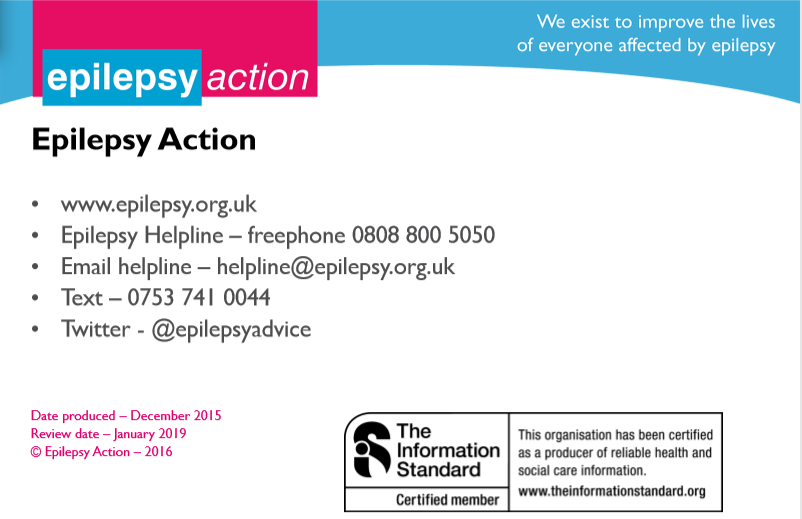 We exist to improve the lives
of everyone affected by epilepsy
epilepsy action
Epilepsy Action
• www.epilepsy.org.uk
• Epilepsy Helpline – freephone 0808 800 5050
• Email helpline – helpline@epilepsy.org.uk
• Text – 0753 741 0044
• Twitter - @epilepsyadvice
Date produced – December 2015
Review date – January 2019
© Epilepsy Action – 2016
The
Information
Standard
Certified member
This organisation has been certified
as a producer of reliable health and
social care information.
www.theinformationstandard.org